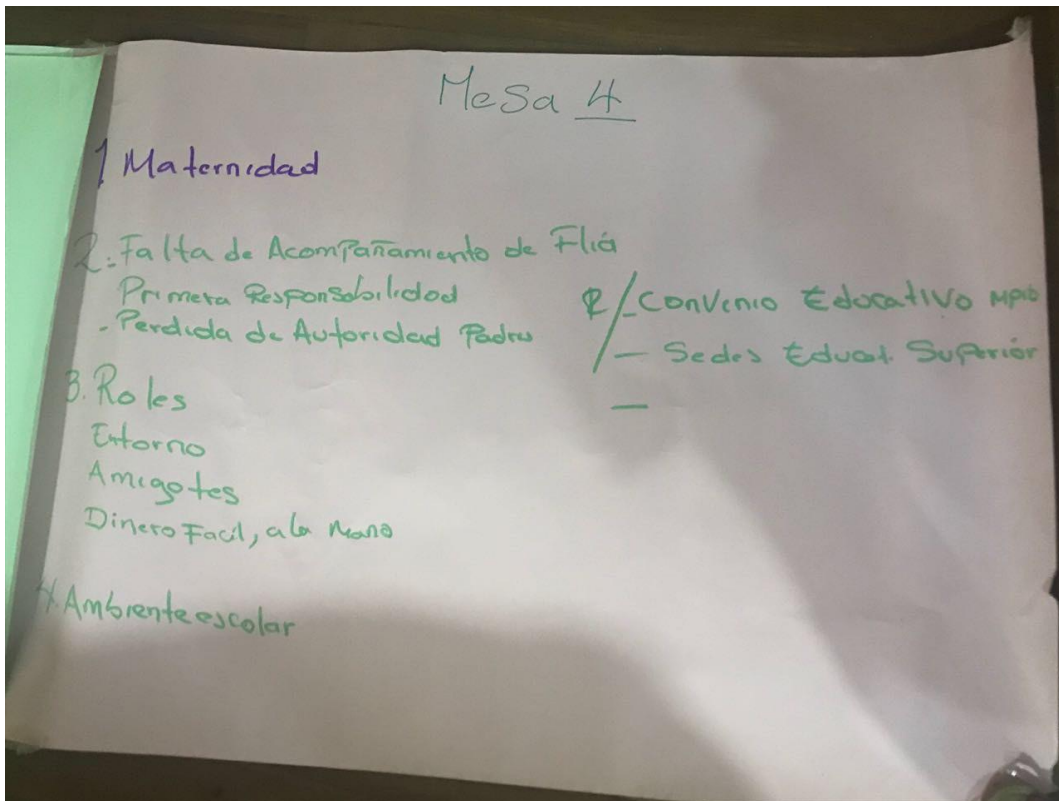 Mesa 4
1 Maternidad
2. Falta de Acompañamiento de Flia
Primera Responsabilidad
- Perdida de Autoridad Padres
R/- Convenio Educativo MPIO
/- Sedes Educat. Superior
-
3. Roles
Entorno
Amigotes
Dinero Facil, a la mano
4. Ambiente escolar